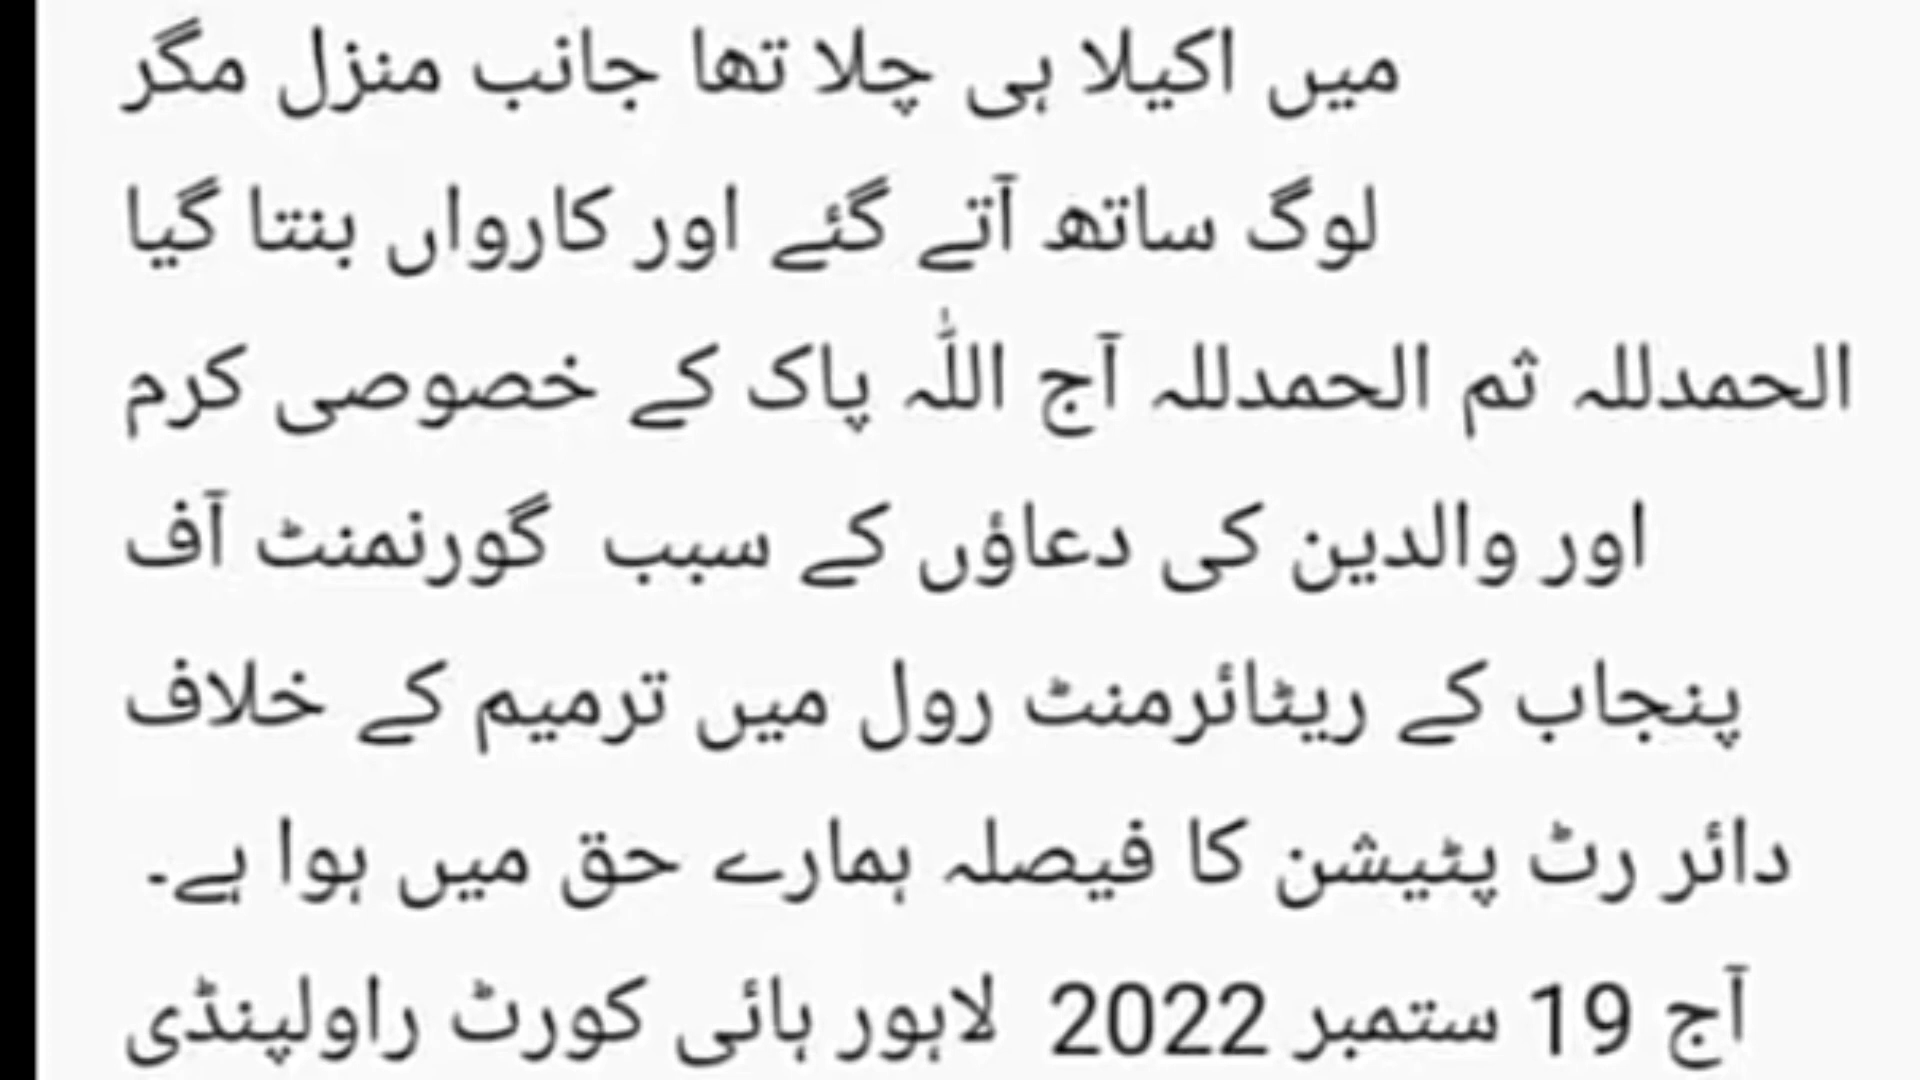 میں اکیلا ہی چلا تھا جانب منزل مگر
لوگ ساتھ آتے گئے اور کارواں بنتا گیا
الحمدللہ ثم الحمدللہ آج اللّٰہ پاک کے خصوصی کرم
اور والدین کی دعاؤں کے سبب گورنمنٹ آف
پنجاب کے ریٹائرمنٹ رول میں ترمیم کے خلاف
دائر رٹ پٹیشن کا فیصلہ ہمارے حق میں ہوا ہے۔
آج 19 ستمبر 2022 لاہور ہائی کورٹ راولپنڈی